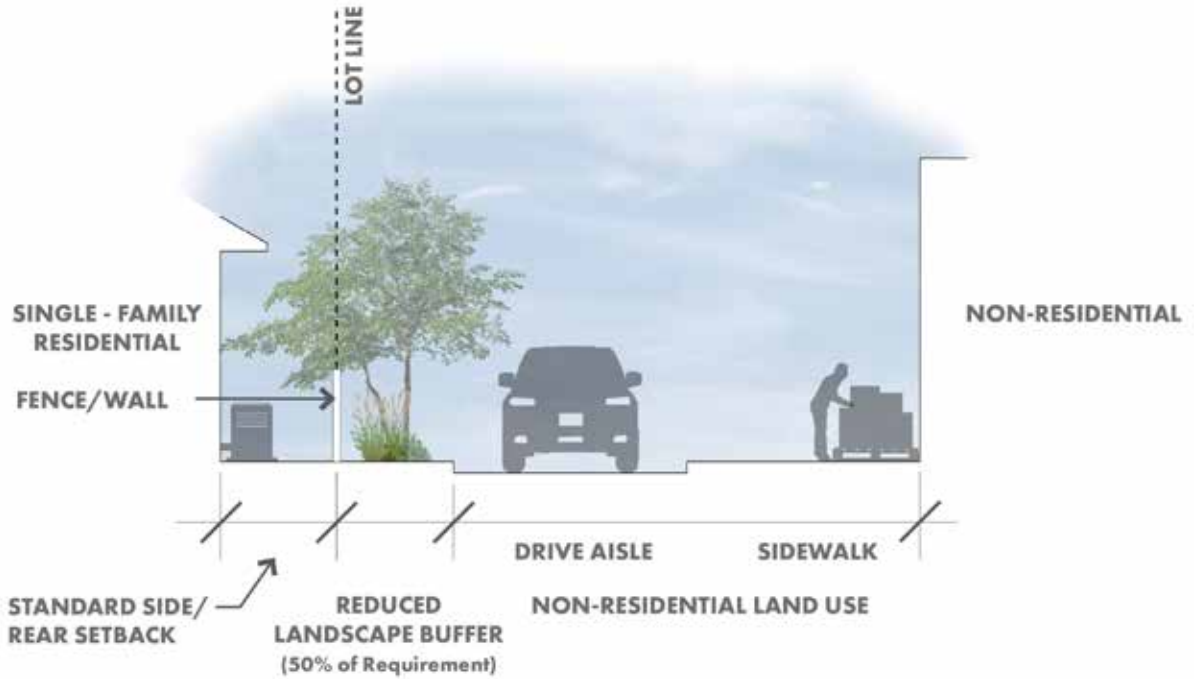 LOT LINE
SINGLE - FAMILY
RESIDENTIAL
NON-RESIDENTIAL
FENCE/WALL
DRIVE AISLE
SIDEWALK
STANDARD SIDE/
REAR SETBACK
REDUCED
LANDSCAPE BUFFER
(50% of Requirement)
NON-RESIDENTIAL LAND USE